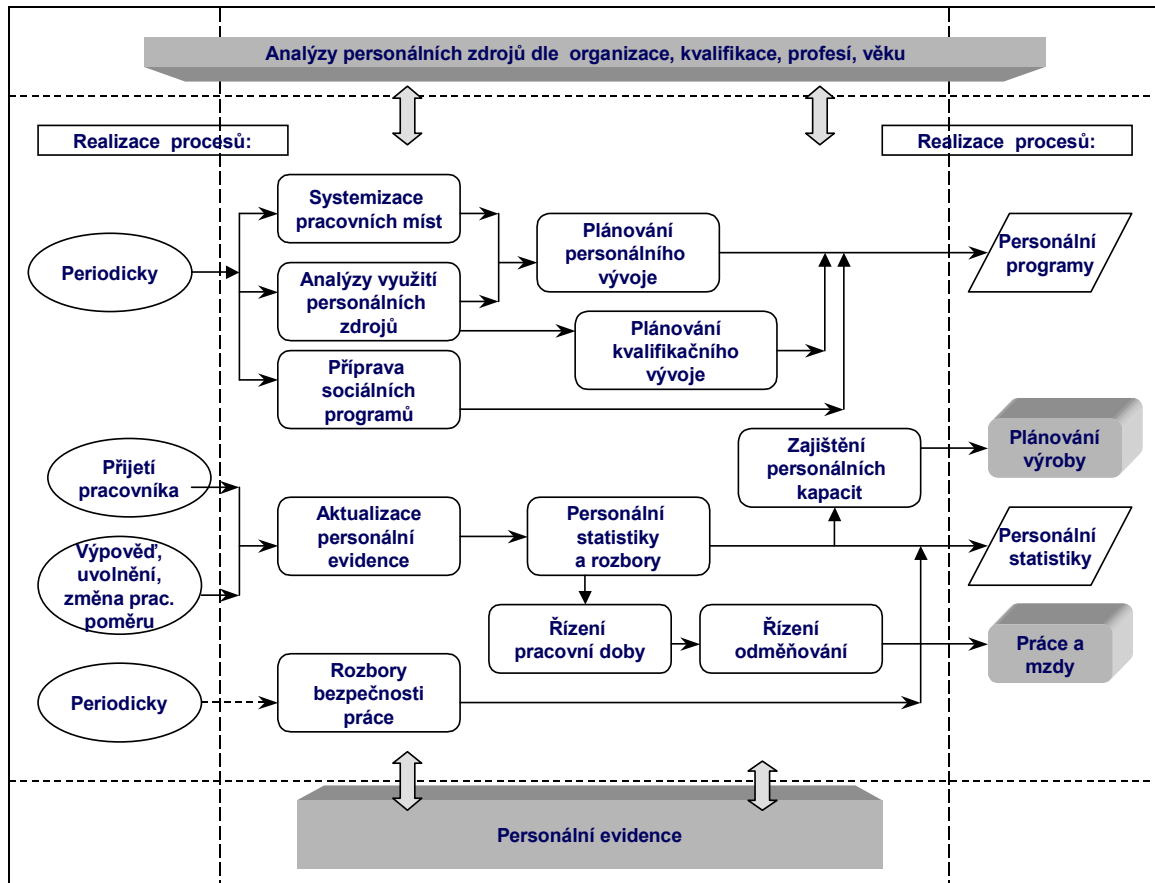 Analýzy personálních zdrojů dle organizace, kvalifikace, profesí, věku
Realizace procesů:
Realizace procesů:
Periodicky
Systemizace
pracovních míst
Analýzy využití
personálních
zdrojů
Příprava
sociálních
programů
Plánování
personálního
vývoje
Plánování
kvalifikačního
vývoje
Personální
programy
Přijetí
pracovníka
Výpověď,
uvolnění,
změna prac.
poměru
Aktualizace
personální
evidence
Personální
statistiky
a rozbory
Zajištění
personálních
kapacit
Plánování
výroby
Personální
statistiky
Řízení
pracovní doby
Řízení
odměňování
Práce a
mzdy
Periodicky
Rozbory
bezpečnosti
práce
Personální evidence